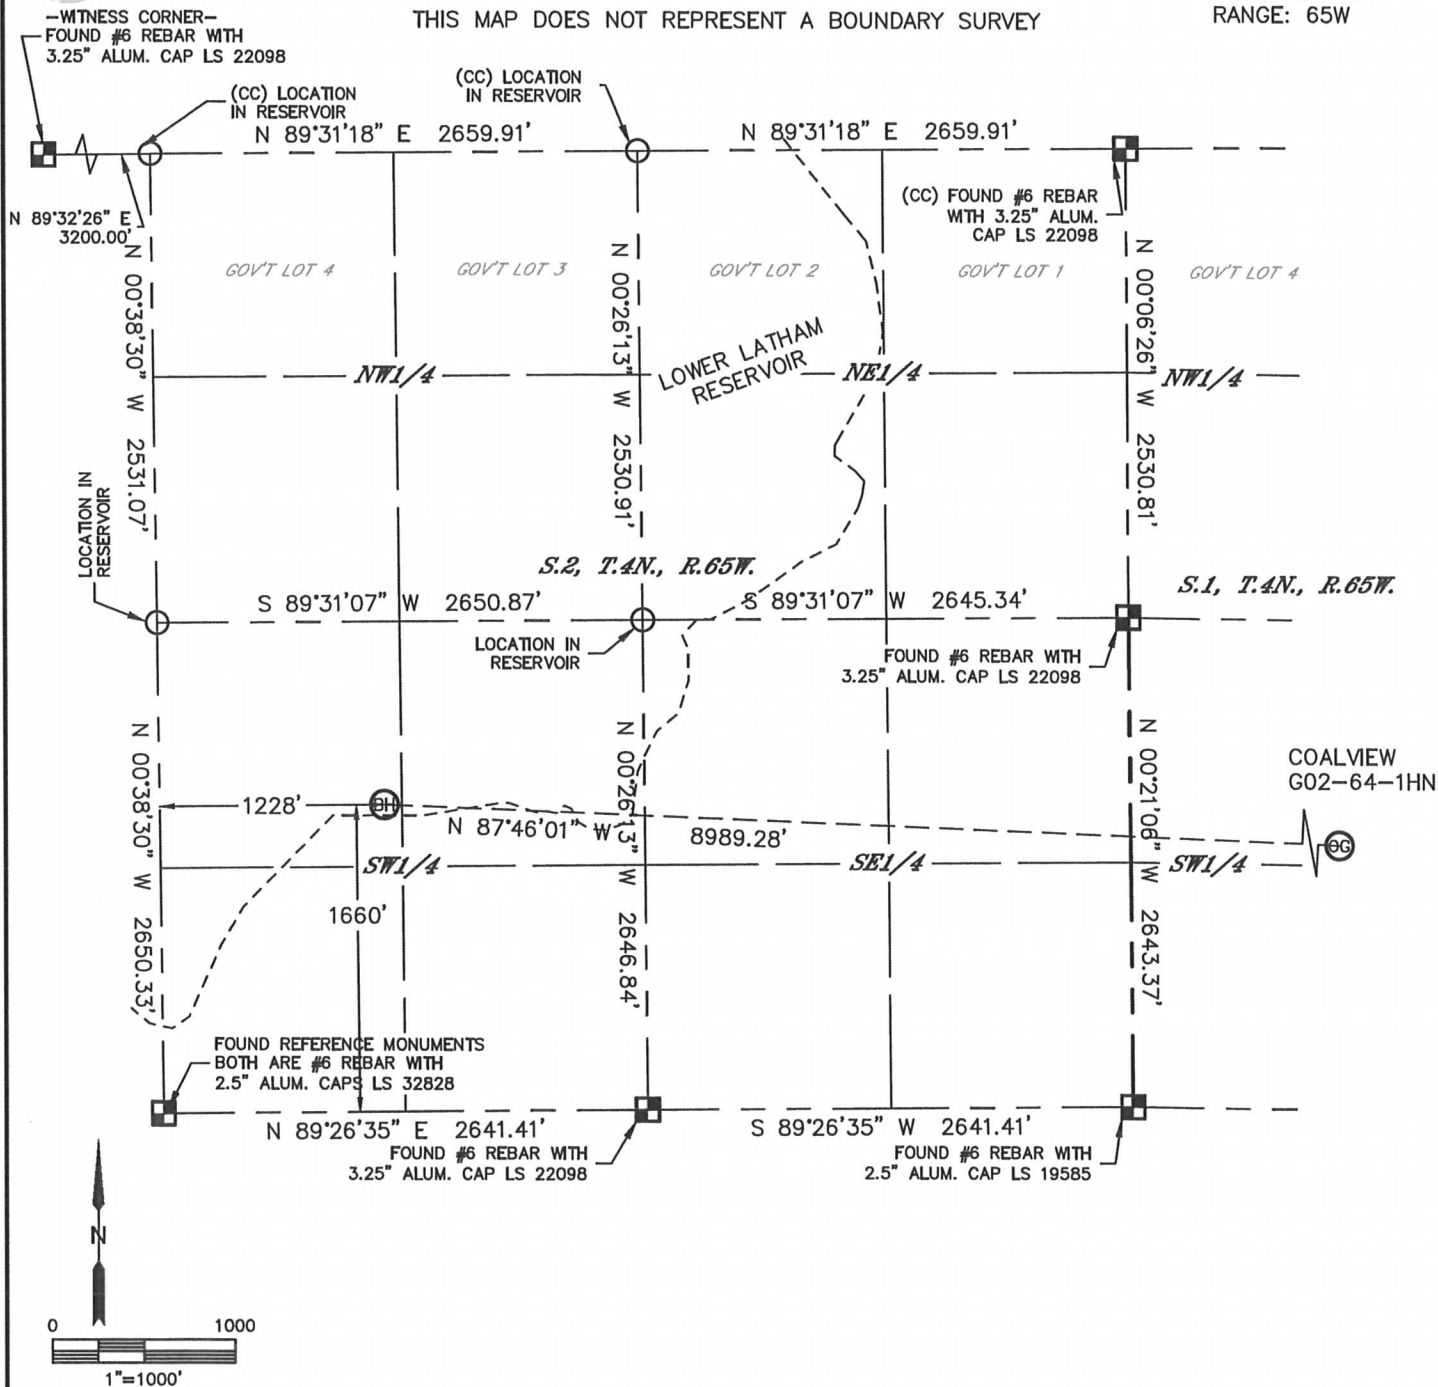 THIS MAP DOES NOT REPRESENT A BOUNDARY SURVEY
RANGE: 65W
-WITNESS CORNER-
FOUND #6 REBAR WITH
3.25" ALUM. CAP LS 22098
(CC) LOCATION
IN RESERVOIR
(CC) LOCATION
IN RESERVOIR
N 89°31'18" E 2659.91'
N 89°31'18" E 2659.91'
(CC) FOUND #6 REBAR
WITH 3.25" ALUM.
CAP LS 22098
N 89°32'26" E
3200.00'
GOV'T LOT 4
GOV'T LOT 3
GOV'T LOT 2
GOV'T LOT 1
GOV'T LOT 4
N 00°38'30" W 2531.07'
N 00°26'13" W 2530.91'
N 00°06'26" W 2530.81'
LOWER LATHAM
RESERVOIR
NW1/4
NE1/4
NW1/4
LOCATION IN
RESERVOIR
S.2, T.4N., R.65W.
S.1, T.4N., R.65W.
S 89°31'07" W 2650.87'
S 89°31'07" W 2645.34'
LOCATION IN
RESERVOIR
FOUND #6 REBAR WITH
3.25" ALUM. CAP LS 22098
N 00°38'30" W 2650.33'
N 00°26'13" W 2646.84'
N 00°21'06" W 2643.37'
COALVIEW
G02-64-1HN
1228'
BH
N 87°46'01" W 8989.28'
OG
SW1/4
SE1/4
SW1/4
1660'
FOUND REFERENCE MONUMENTS
BOTH ARE #6 REBAR WITH
2.5" ALUM. CAPS LS 32828
N 89°26'35" E 2641.41'
S 89°26'35" W 2641.41'
FOUND #6 REBAR WITH
3.25" ALUM. CAP LS 22098
FOUND #6 REBAR WITH
2.5" ALUM. CAP LS 19585
N
0 1000
1"=1000'